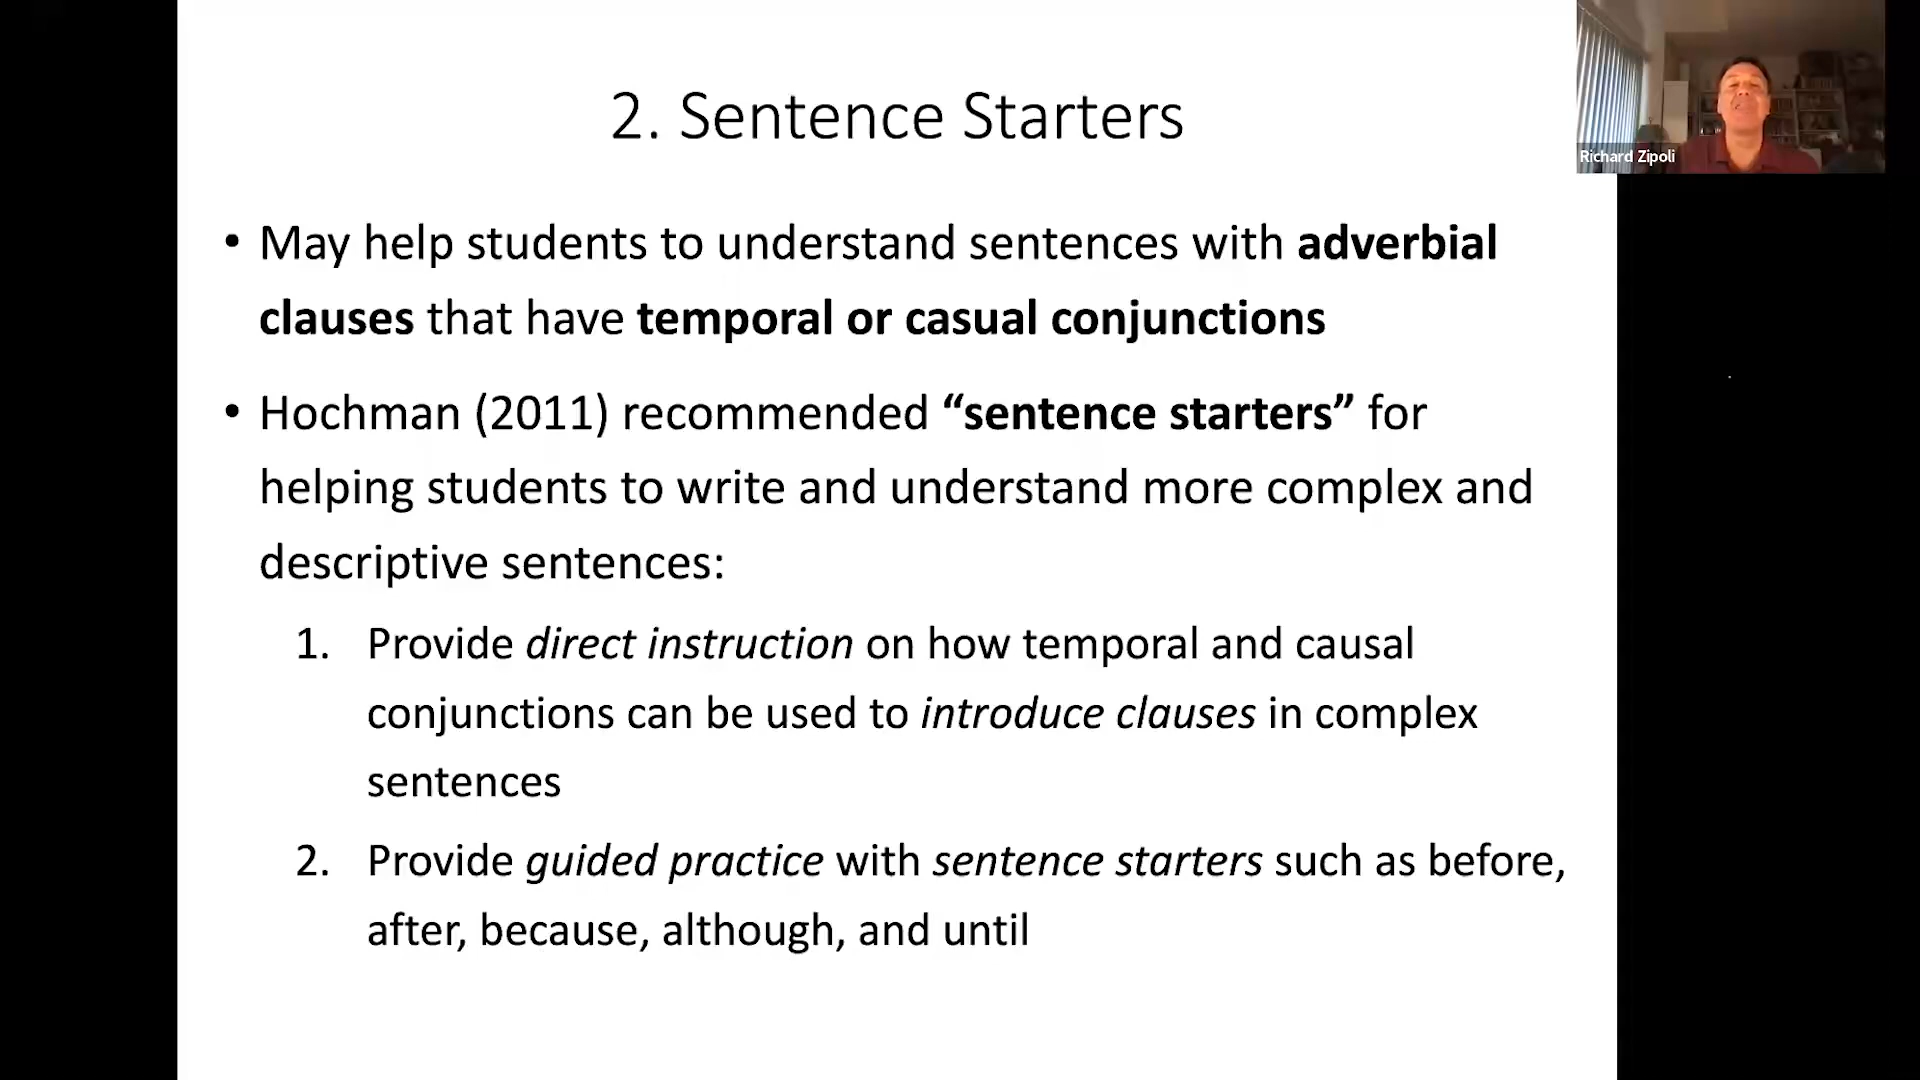 2. Sentence Starters
Richard Zipoli
• May help students to understand sentences with adverbial
clauses that have temporal or casual conjunctions
• Hochman (2011) recommended “sentence starters” for
helping students to write and understand more complex and
descriptive sentences:
1. Provide direct instruction on how temporal and causal
conjunctions can be used to introduce clauses in complex
sentences
2. Provide guided practice with sentence starters such as before,
after, because, although, and until